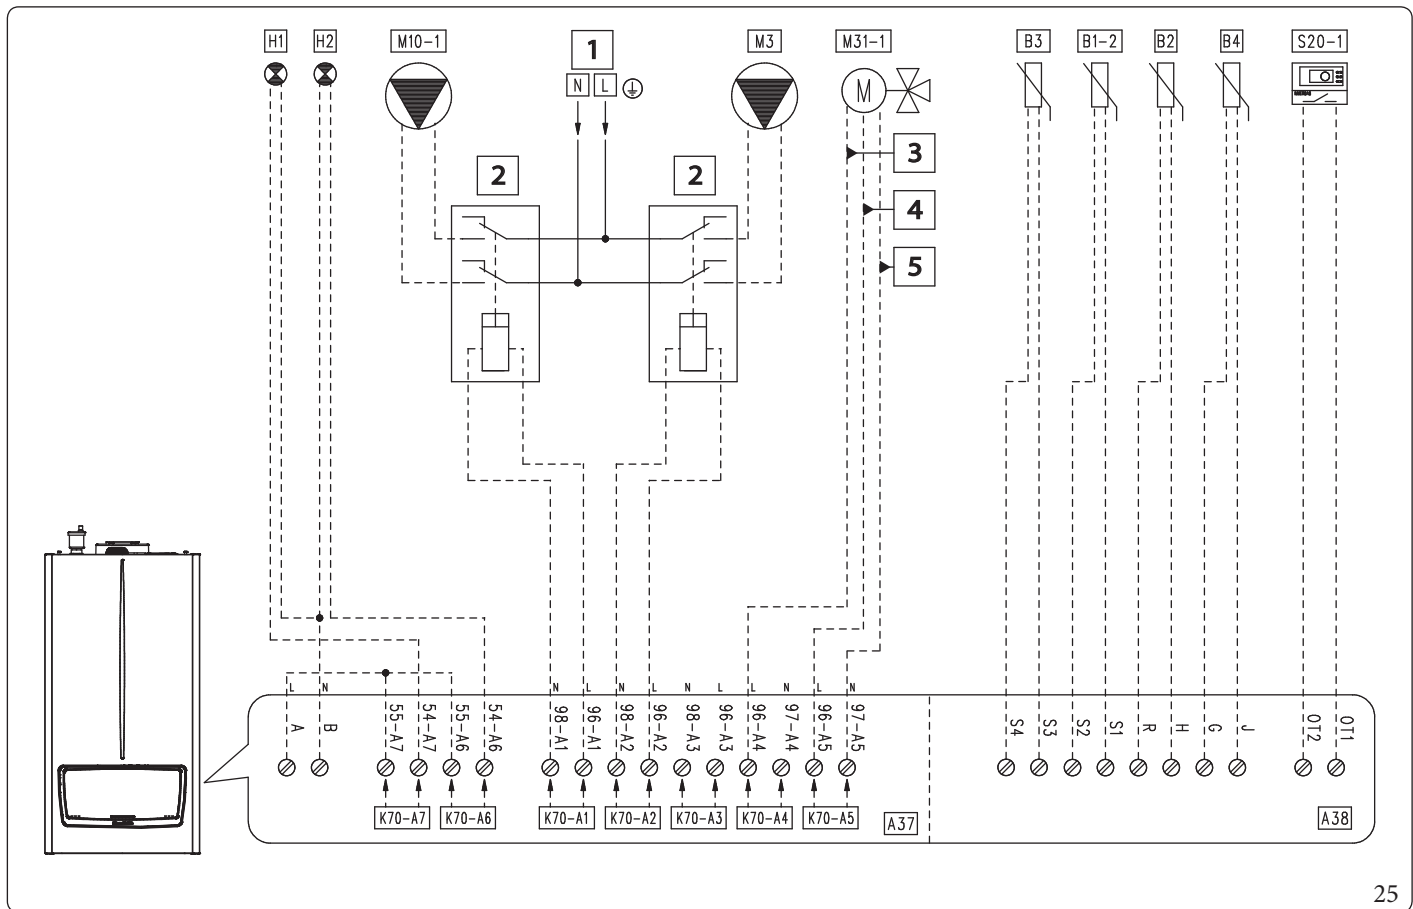 H1 H2 M10-1 1 M3 M31-1 B3 B1-2 B2 B4 S20-1
N L
M
2 2 3
4
5
L N N L N L N L L N L N
A B 55-A7 54-A7 55-A6 54-A6 98-A1 96-A1 98-A2 96-A2 98-A3 96-A3 96-A4 97-A4 96-A5 97-A5 S4 S3 S2 S1 R H G J OT2 OT1
K70-A7 K70-A6 K70-A1 K70-A2 K70-A3 K70-A4 K70-A5 A37 A38
25